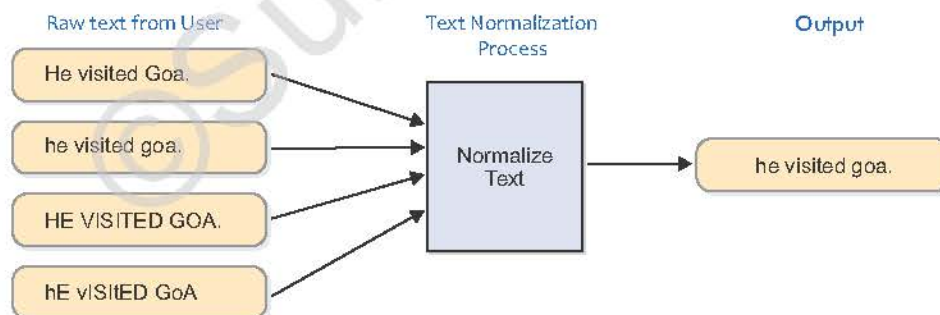 Raw text from User
Text Normalization
Process
Output
He visited Goa.
he visited goa.
HE VISITED GOA.
hE vISItED GoA
Normalize
Text
he visited goa.
©Su